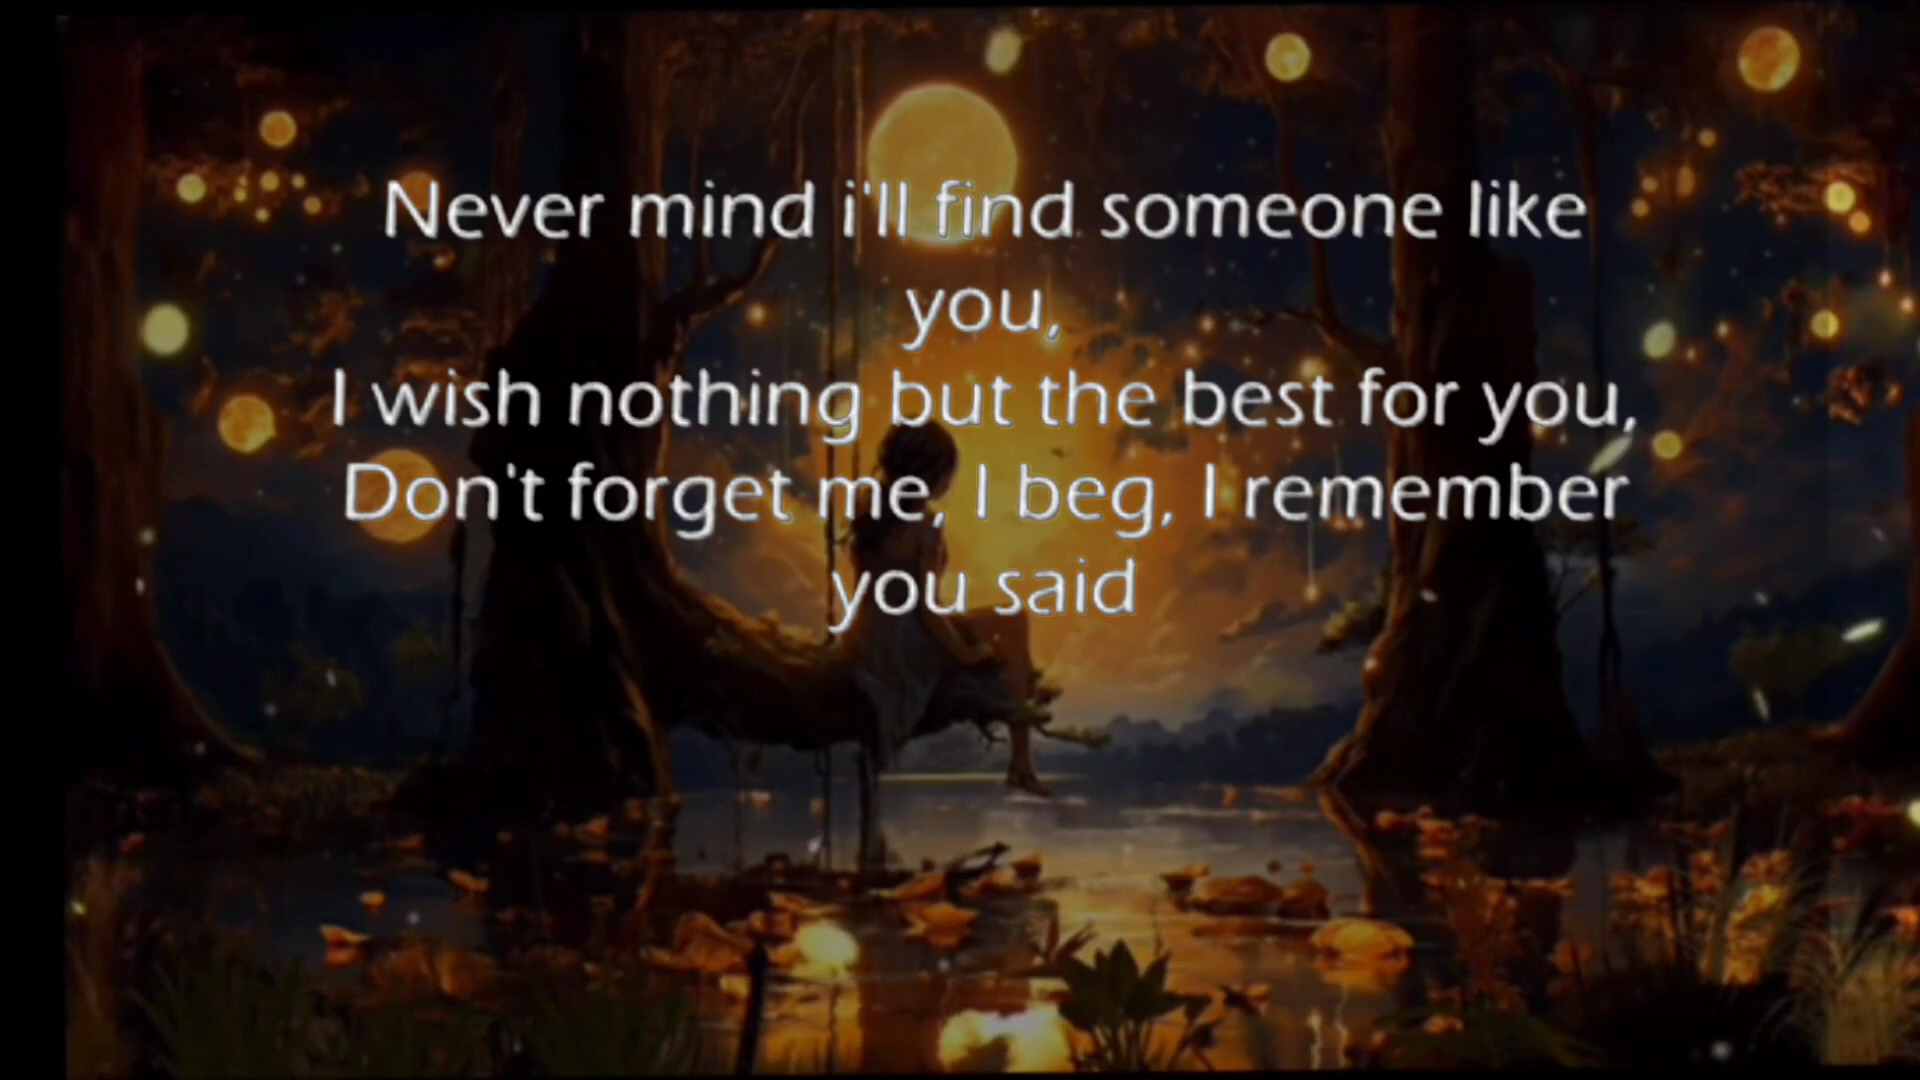 Never mind i'll find someone like
you,
I wish nothing but the best for you,
Don't forget me, I beg, I remember
you said